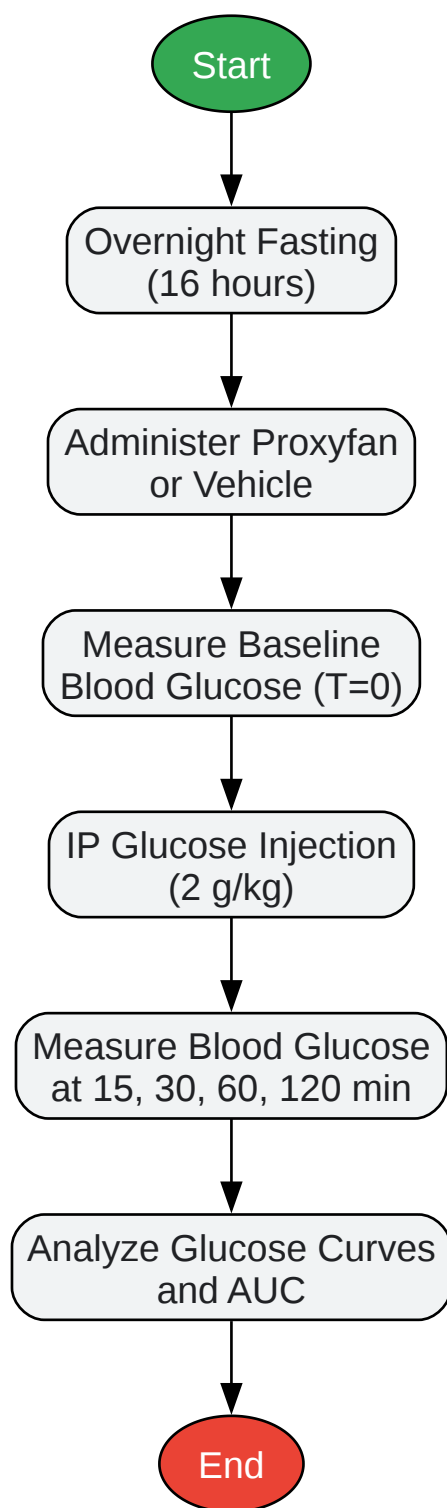 Start
Overnight Fasting
(16 hours)
Administer Proxyfan
or Vehicle
Measure Baseline
Blood Glucose (T=0)
IP Glucose Injection
(2 g/kg)
Measure Blood Glucose
at 15, 30, 60, 120 min
Analyze Glucose Curves
and AUC
End